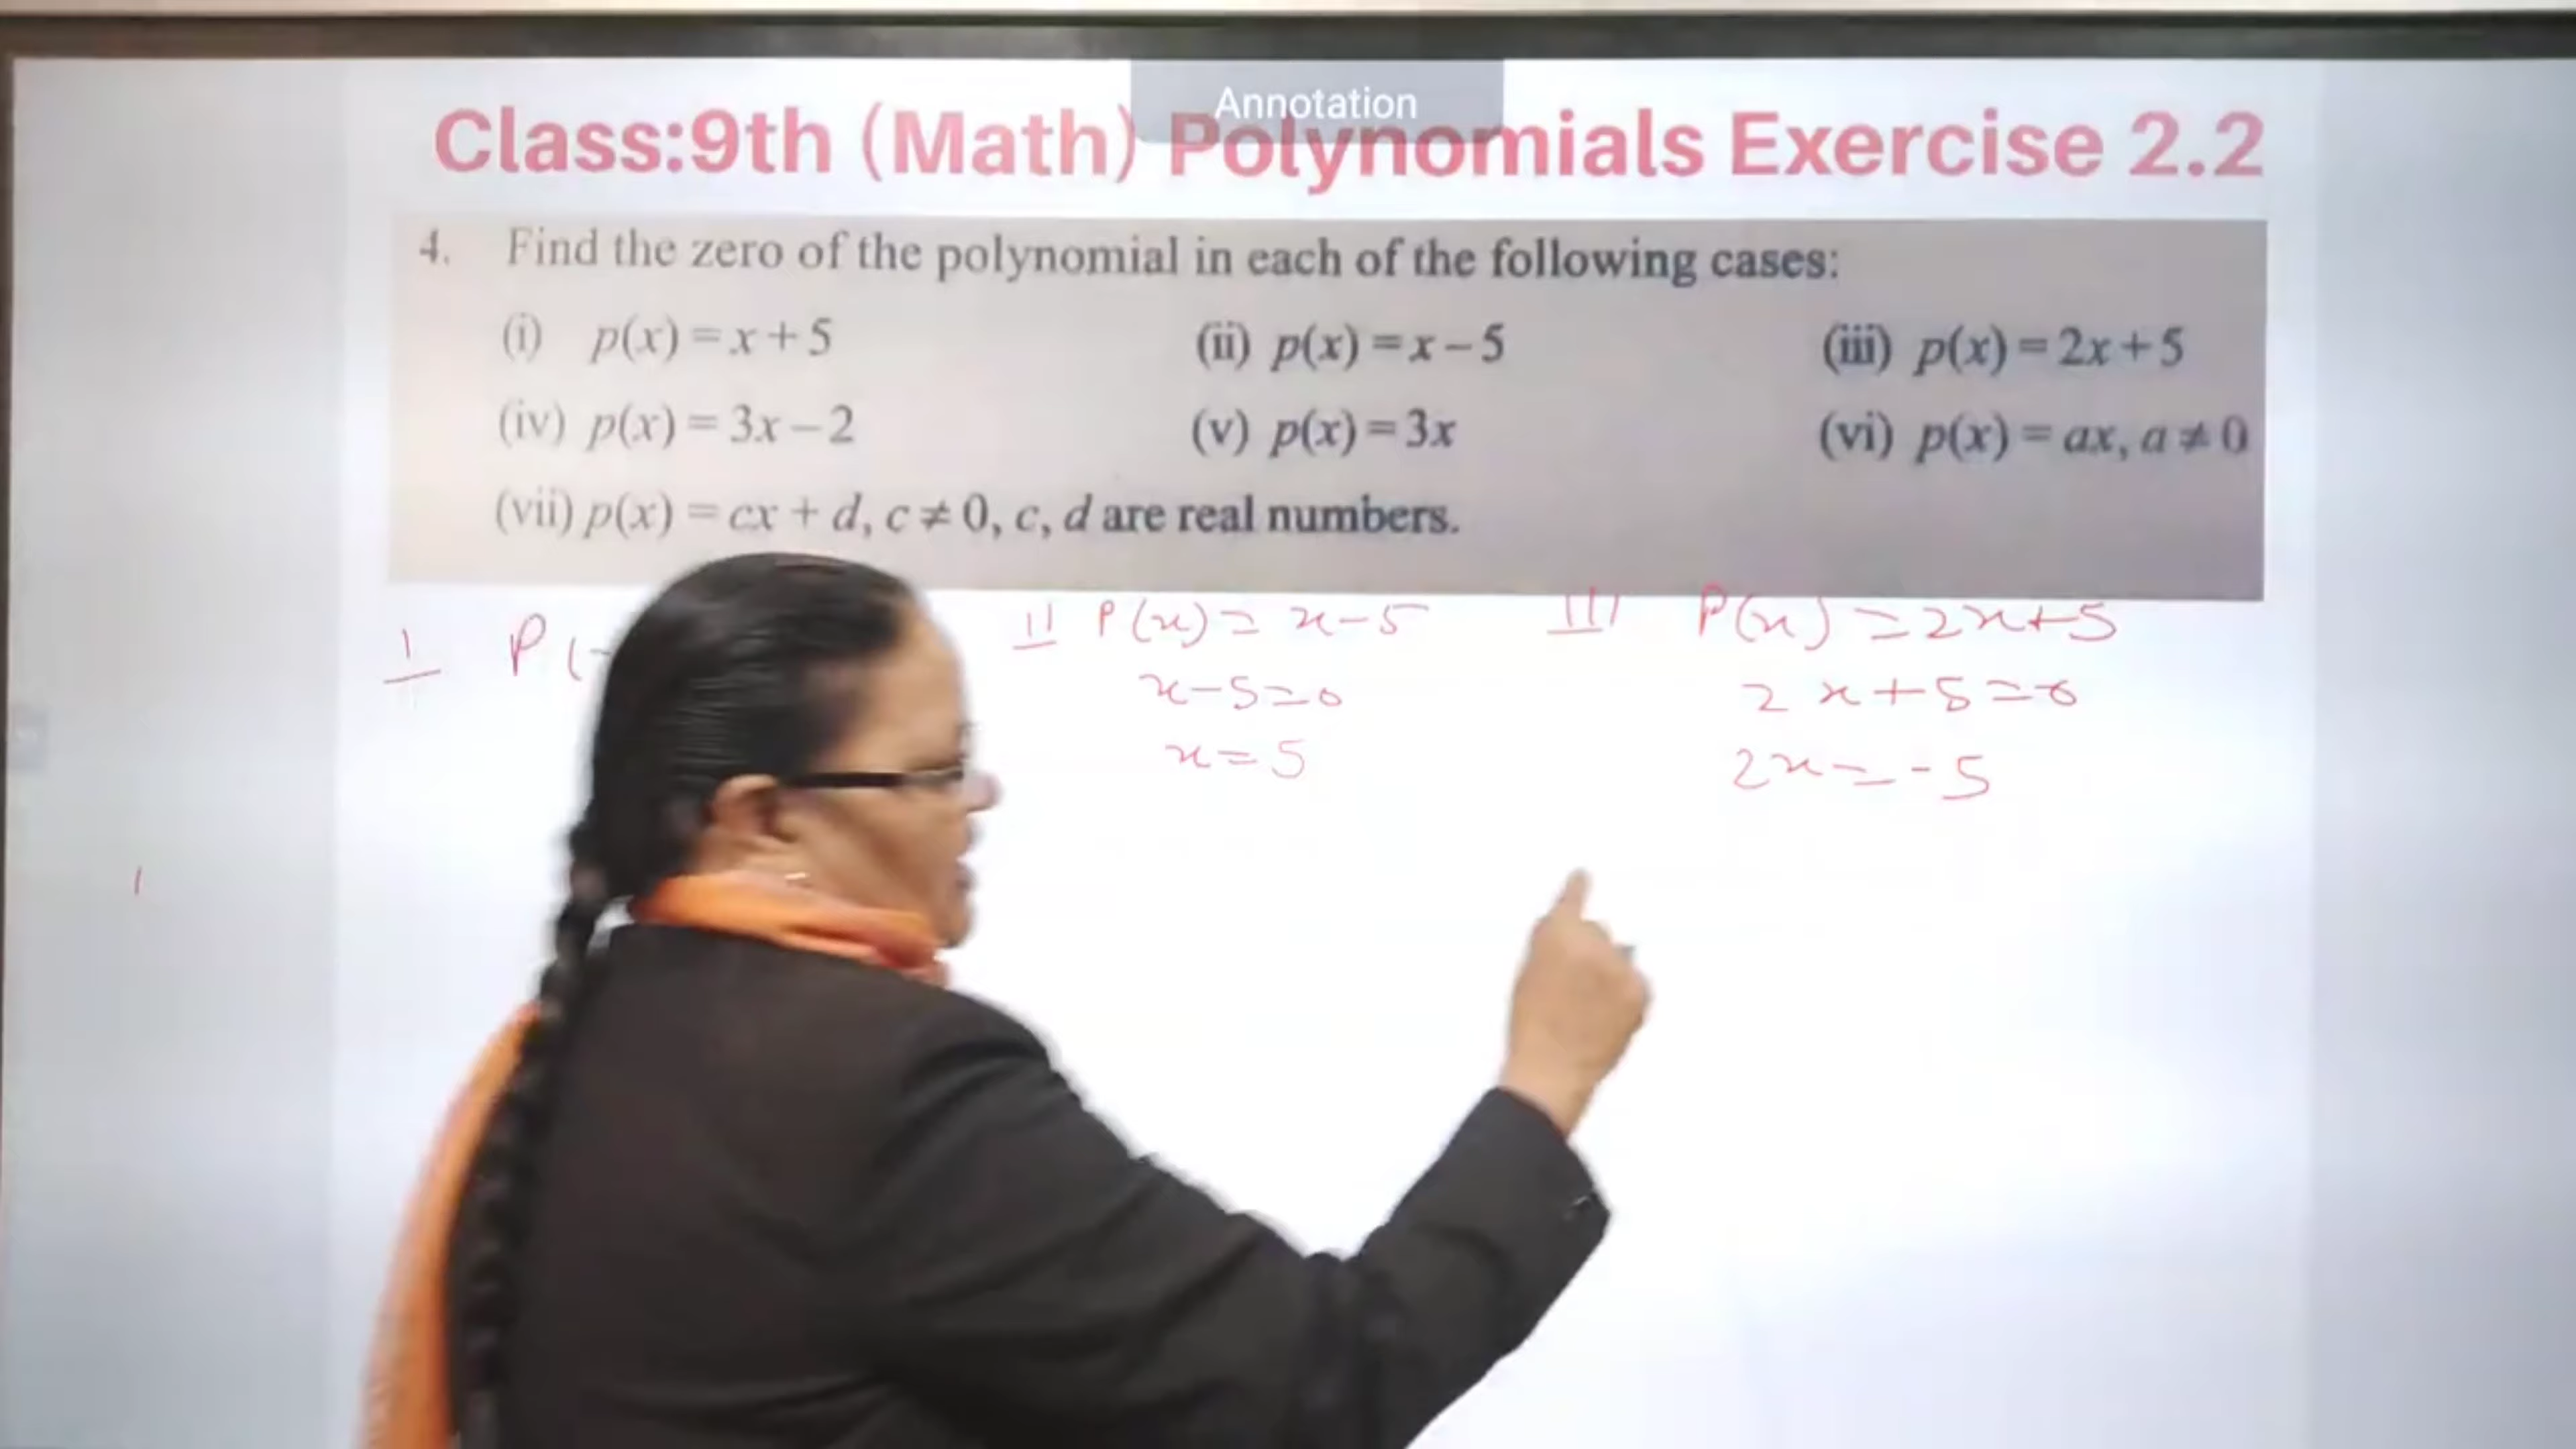 Annotation
Class:9th (Math) Polynomials Exercise 2.2
4. Find the zero of the polynomial in each of the following cases:
(i) p(x) = x + 5 (ii) p(x) = x – 5 (iii) p(x) = 2x + 5
(iv) p(x) = 3x – 2 (v) p(x) = 3x (vi) p(x) = ax, a ≠ 0
(vii) p(x) = cx + d, c ≠ 0, c, d are real numbers.
I P( II P(x) = x-5 III P(x) = 2x+5
x-5=0 2x+5=0
x=5 2x=-5